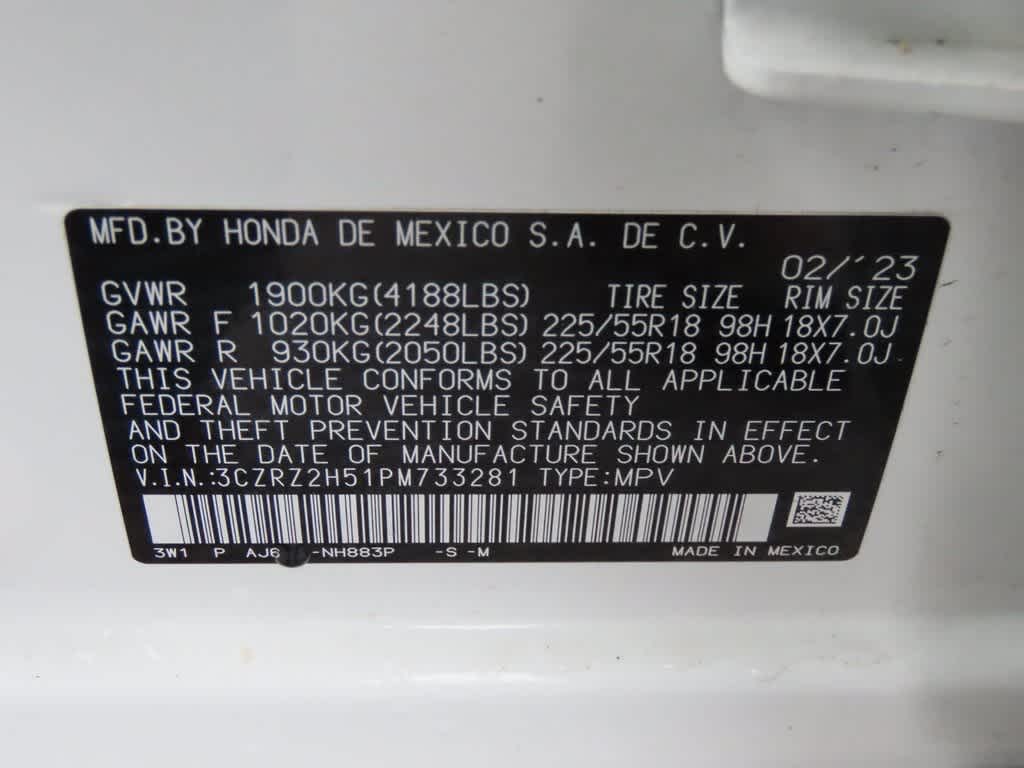 MFD.BY HONDA DE MEXICO S.A. DE C.V.
02/'23
GVWR 1900KG(4188LBS) TIRE SIZE RIM SIZE
GAWR F 1020KG(2248LBS) 225/55R18 98H 18X7.0J
GAWR R 930KG(2050LBS) 225/55R18 98H 18X7.0J
THIS VEHICLE CONFORMS TO ALL APPLICABLE
FEDERAL MOTOR VEHICLE SAFETY
AND THEFT PREVENTION STANDARDS IN EFFECT
ON THE DATE OF MANUFACTURE SHOWN ABOVE.
V.I.N.:3CZRZ2H51PM733281 TYPE:MPV
3W1 P AJ6 -NH883P -S -M MADE IN MEXICO